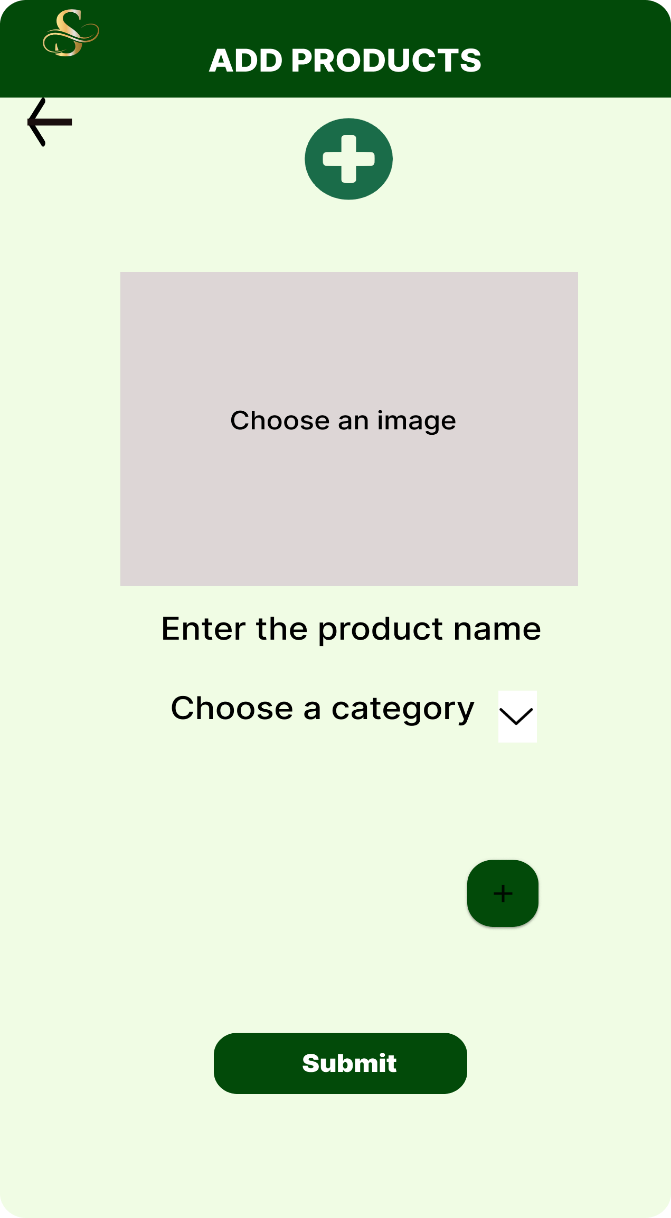 S
ADD PRODUCTS
Choose an image
Enter the product name
Choose a category
+
Submit